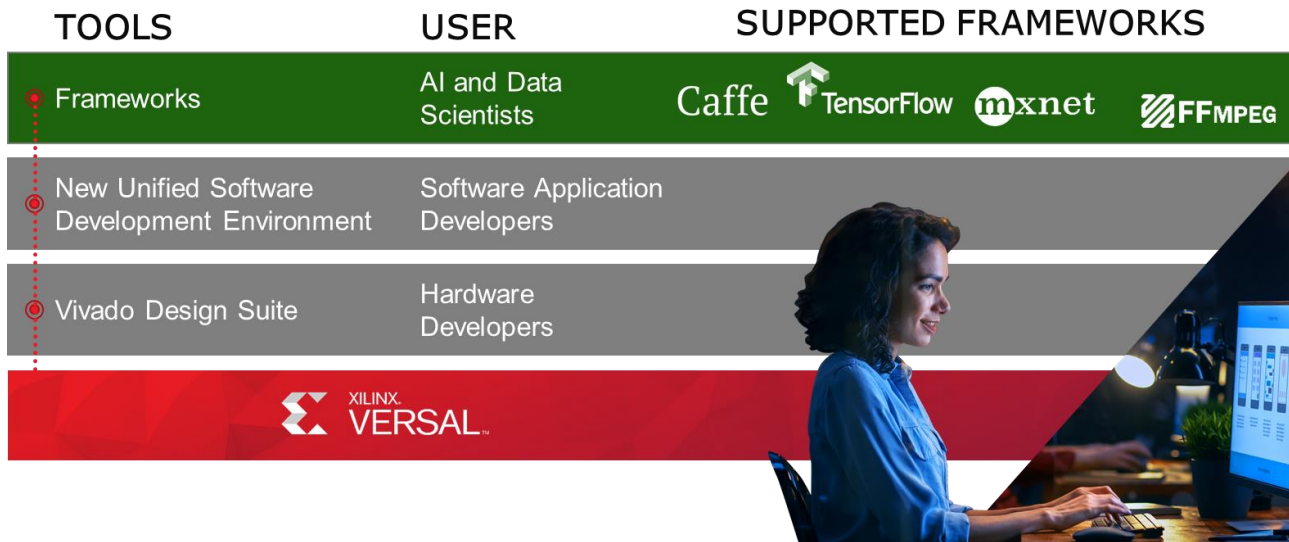 TOOLS
USER
SUPPORTED FRAMEWORKS
Frameworks
AI and Data
Scientists
Caffe
TensorFlow
mxnet
FFMPEG
New Unified Software
Development Environment
Software Application
Developers
Vivado Design Suite
Hardware
Developers
XILINX.
VERSAL™